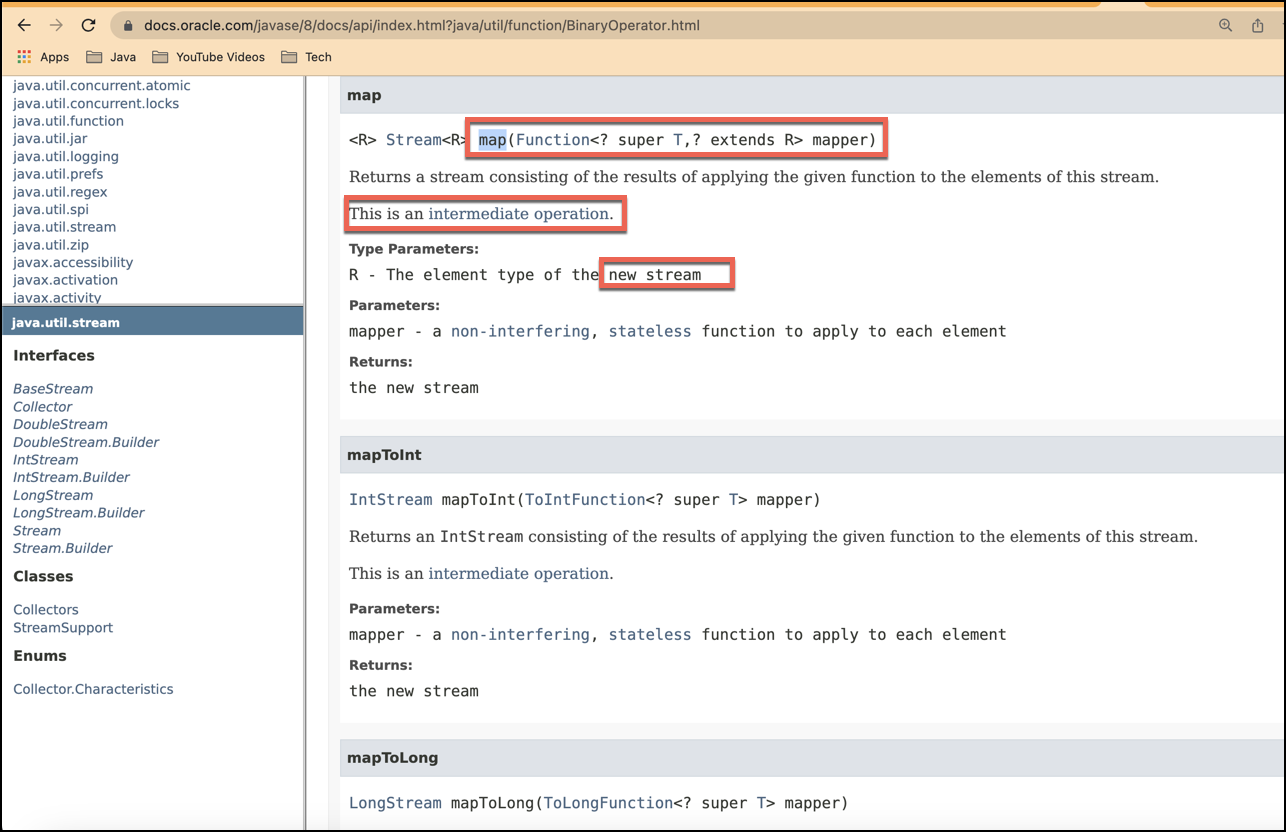 docs.oracle.com/javase/8/docs/api/index.html?java/util/function/BinaryOperator.html
Apps Java YouTube Videos Tech
java.util.concurrent.atomic
java.util.concurrent.locks
java.util.function
java.util.jar
java.util.logging
java.util.prefs
java.util.regex
java.util.spi
java.util.stream
java.util.zip
javax.accessibility
javax.activation
javax.activity
java.util.stream
Interfaces
BaseStream
Collector
DoubleStream
DoubleStream.Builder
IntStream
IntStream.Builder
LongStream
LongStream.Builder
Stream
Stream.Builder
Classes
Collectors
StreamSupport
Enums
Collector.Characteristics
map
<R> Stream<R> map(Function<? super T,? extends R> mapper)
Returns a stream consisting of the results of applying the given function to the elements of this stream.
This is an intermediate operation.
Type Parameters:
R - The element type of the new stream
Parameters:
mapper - a non-interfering, stateless function to apply to each element
Returns:
the new stream
mapToInt
IntStream mapToInt(ToIntFunction<? super T> mapper)
Returns an IntStream consisting of the results of applying the given function to the elements of this stream.
This is an intermediate operation.
Parameters:
mapper - a non-interfering, stateless function to apply to each element
Returns:
the new stream
mapToLong
LongStream mapToLong(ToLongFunction<? super T> mapper)